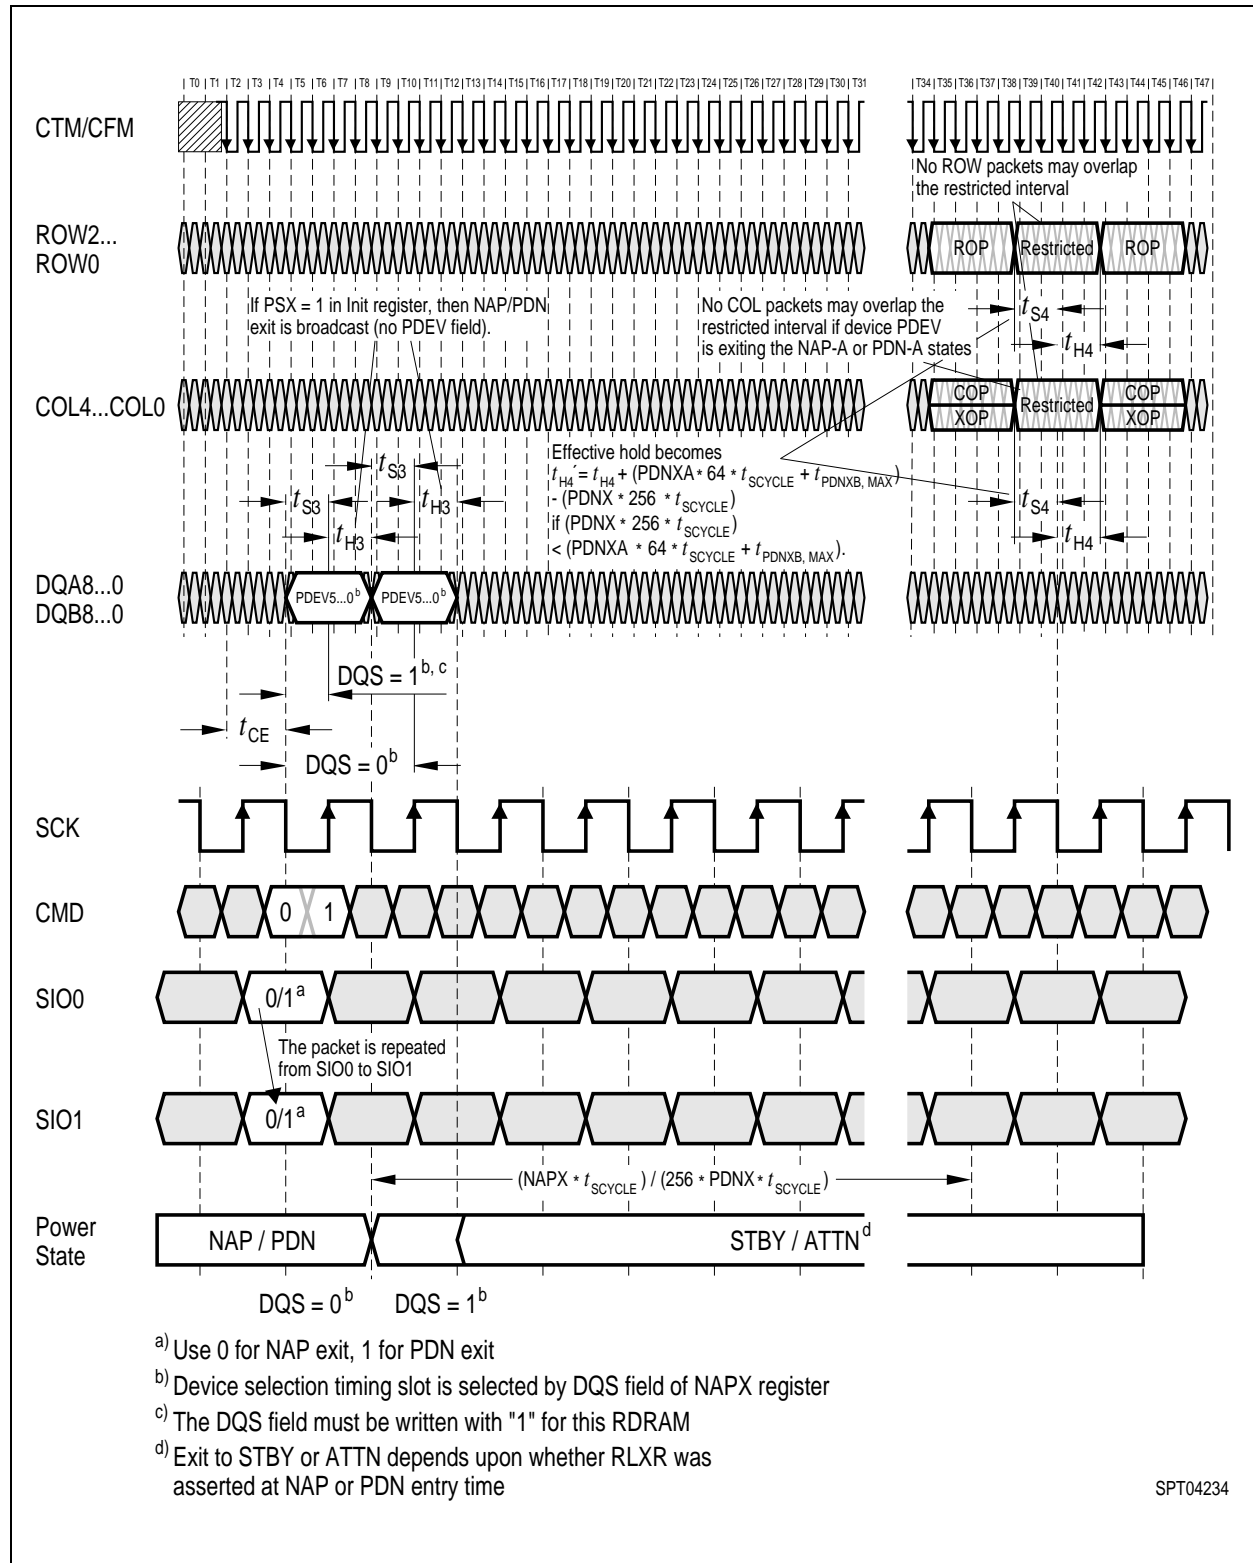 T0 T1 T2 T3 T4 T5 T6 T7 T8 T9 T10 T11 T12 T13 T14 T15 T16 T17 T18 T19 T20 T21 T22 T23 T24 T25 T26 T27 T28 T29 T30 T31 T34 T35 T36 T37 T38 T39 T40 T41 T42 T43 T44 T45 T46 T47
CTM/CFM
No ROW packets may overlap
the restricted interval
ROW2...
ROW0
ROP Restricted ROP
If PSX = 1 in Init register, then NAP/PDN
exit is broadcast (no PDEV field).
No COL packets may overlap the
restricted interval if device PDEV
is exiting the NAP-A or PDN-A states
tS4
tH4
COL4...COL0
COP Restricted COP
XOP XOP
Effective hold becomes
tH4´ = tH4 + (PDNXA * 64 * tSCYCLE + tPDNXB, MAX)
- (PDNX * 256 * tSCYCLE)
if (PDNX * 256 * tSCYCLE)
< (PDNXA * 64 * tSCYCLE + tPDNXB, MAX).
tS3
tS3 tH3
tH3
tS4
tH4
DQA8...0
DQB8...0
PDEV5...0b PDEV5...0b
DQS = 1b, c
tCE
DQS = 0b
SCK
CMD
0 1
SIO0
0/1a
The packet is repeated
from SIO0 to SIO1
SIO1
0/1a
(NAPX * tSCYCLE) / (256 * PDNX * tSCYCLE)
Power
State
NAP / PDN STBY / ATTNd
DQS = 0b DQS = 1b
a) Use 0 for NAP exit, 1 for PDN exit
b) Device selection timing slot is selected by DQS field of NAPX register
c) The DQS field must be written with "1" for this RDRAM
d) Exit to STBY or ATTN depends upon whether RLXR was
asserted at NAP or PDN entry time
SPT04234